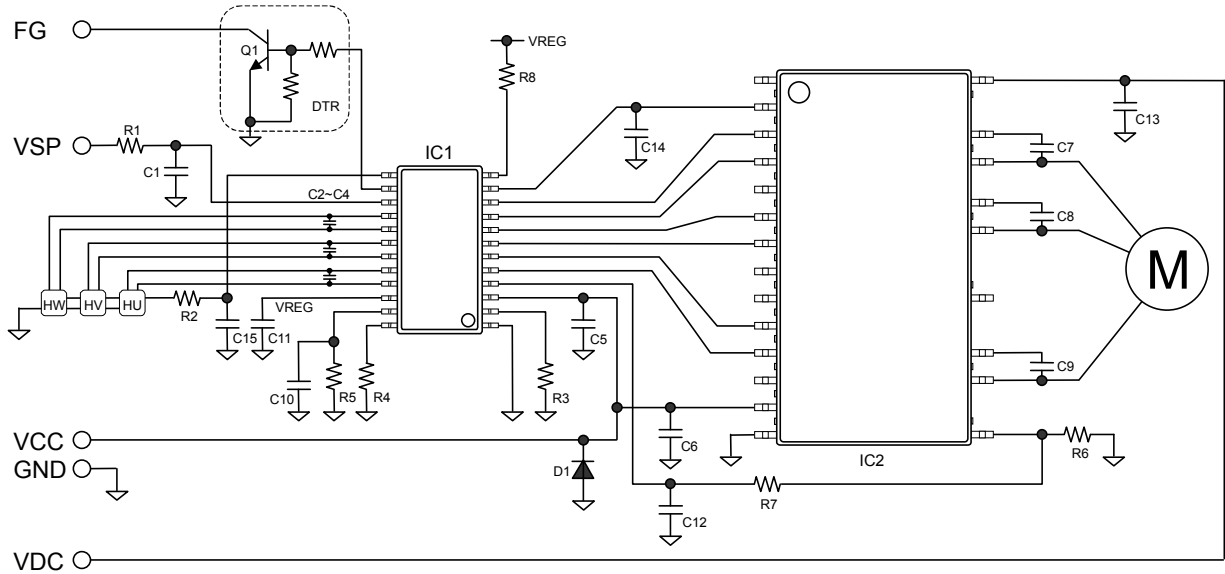 FG
Q1
DTR
VREG
R8
VSP
R1
C1
IC1
C14
C13
C7
C2~C4
C8
M
HW
HV
HU
R2
VREG
C15
C11
C5
C10
R5
R4
R3
C9
VCC
GND
D1
C6
IC2
R6
R7
C12
VDC